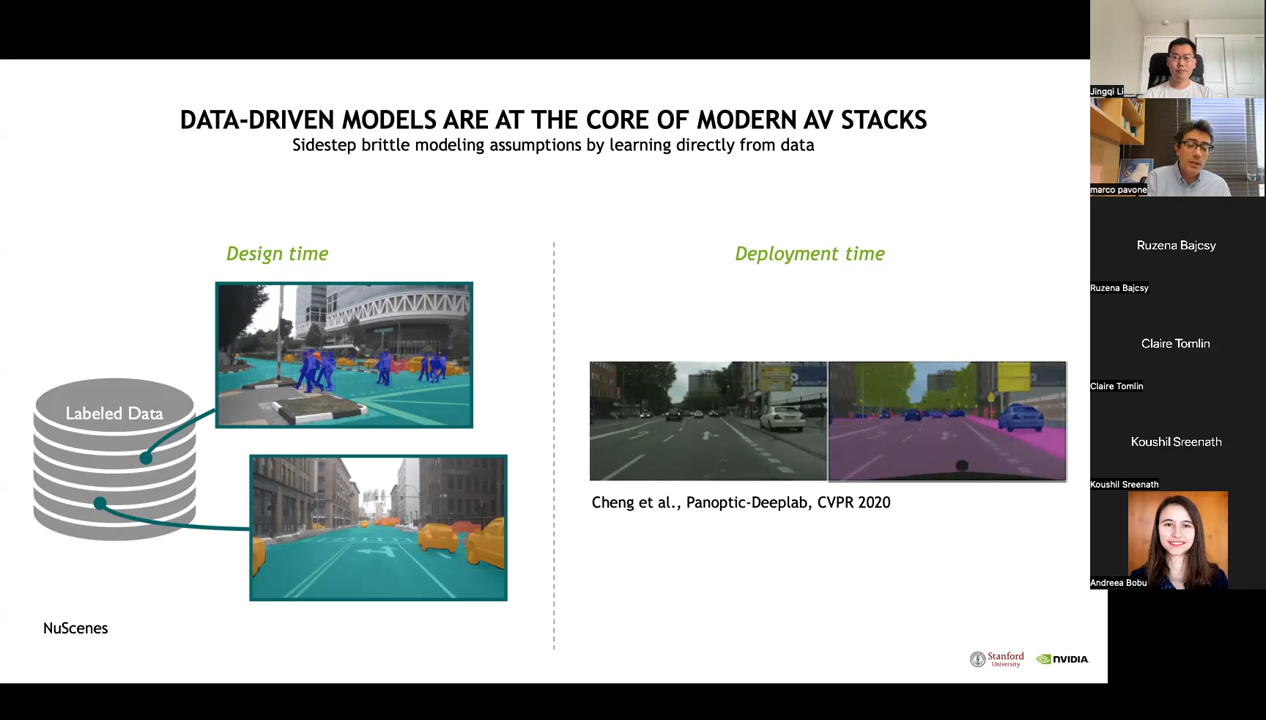 DATA-DRIVEN MODELS ARE AT THE CORE OF MODERN AV STACKS
Sidestep brittle modeling assumptions by learning directly from data
Design time
Deployment time
Labeled Data
Cheng et al., Panoptic-Deeplab, CVPR 2020
NuScenes
Stanford
University
NVIDIA.
Jingqi Li
marco pavone
Ruzena Bajcsy
Ruzena Bajcsy
Claire Tomlin
Claire Tomlin
Koushil Sreenath
Koushil Sreenath
Andreea Bobu